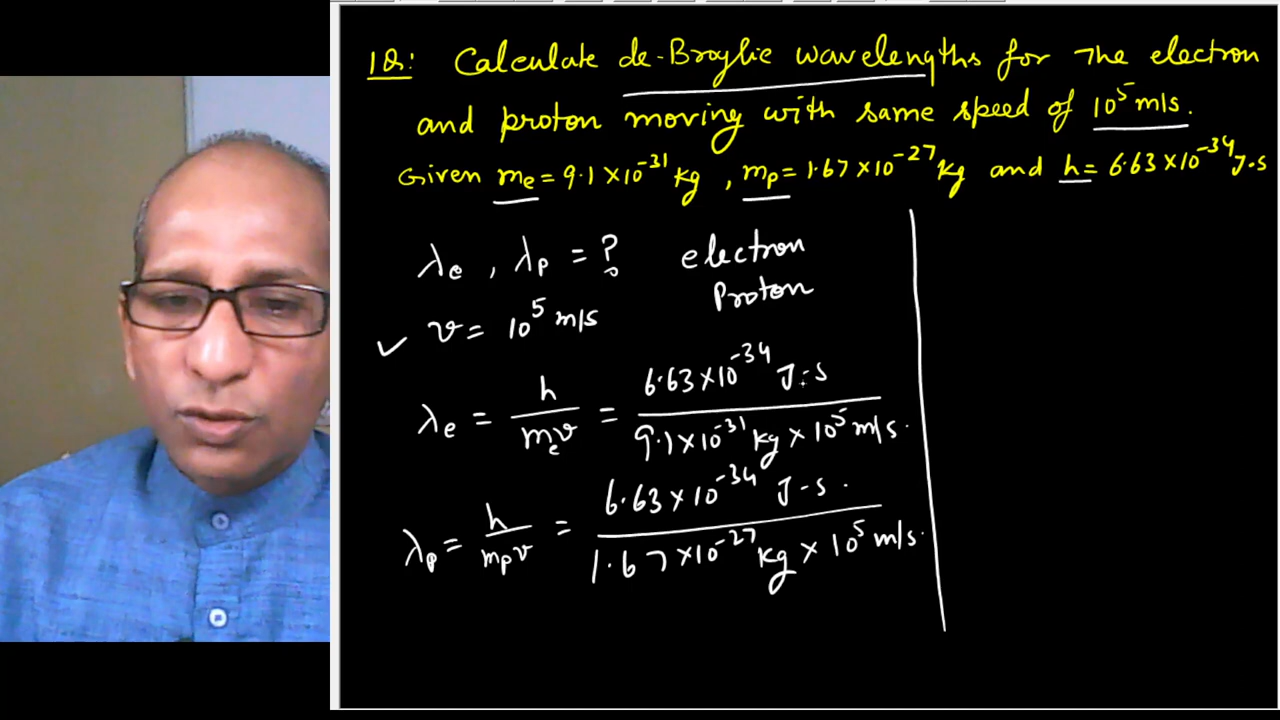 1Q: Calculate de-Broglie wavelengths for The electron
and proton moving with same speed of 10⁵ m/s.
Given mₑ = 9.1 × 10⁻³¹ kg , mₚ = 1.67 × 10⁻²⁷ kg and h = 6.63 × 10⁻³⁴ J-s
λₑ , λₚ = ? electron
Proton
✓ v = 10⁵ m/s
λₑ = h / mₑv = 6.63 × 10⁻³⁴ J-s / 9.1 × 10⁻³¹ kg × 10⁵ m/s.
λₚ = h / mₚv = 6.63 × 10⁻³⁴ J-s. / 1.67 × 10⁻²⁷ kg × 10⁵ m/s.